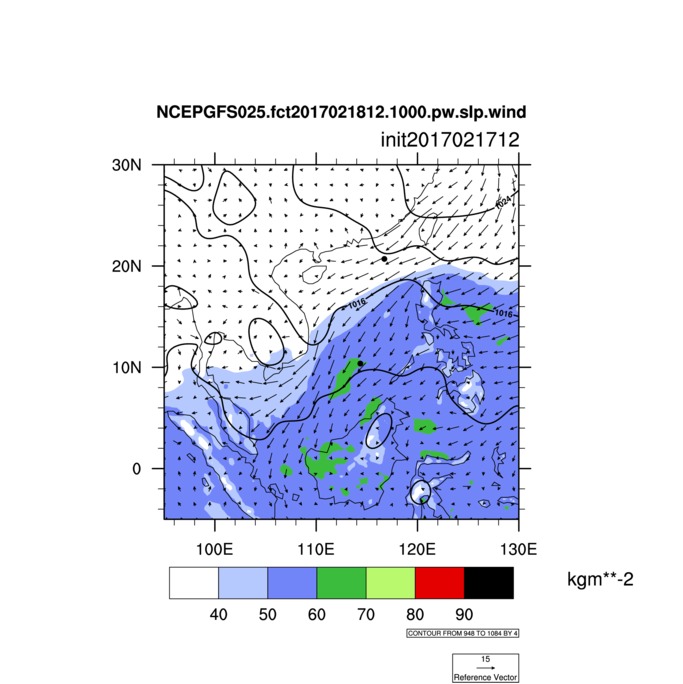 NCEPGFS025.fct2017021812.1000.pw.slp.wind
init2017021712
30N
1024
20N
1016
1016
10N
0
100E 110E 120E 130E
kgm**-2
40 50 60 70 80 90
CONTOUR FROM 948 TO 1084 BY 4
15
Reference Vector